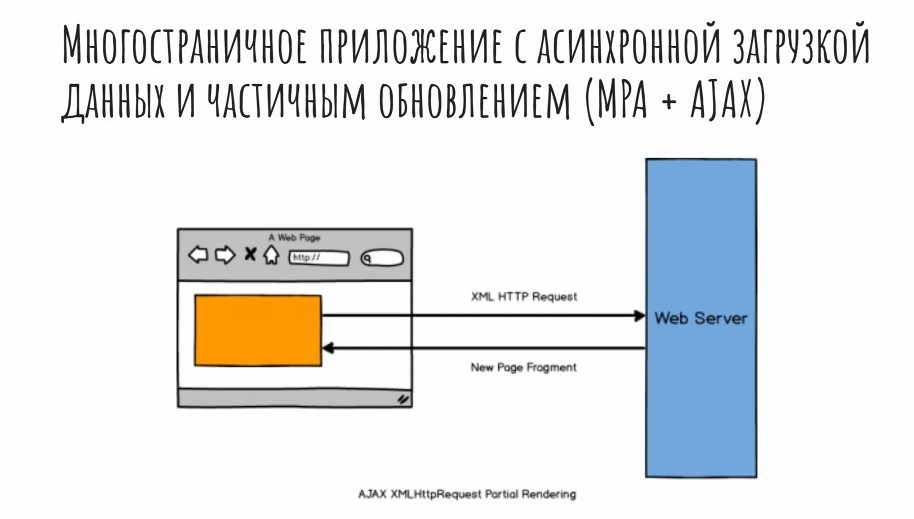 Многостраничное приложение с асинхронной загрузкой
данных и частичным обновлением (MPA + AJAX)
A Web Page
http://
XML HTTP Request
Web Server
New Page Fragment
AJAX XMLHttpRequest Partial Rendering